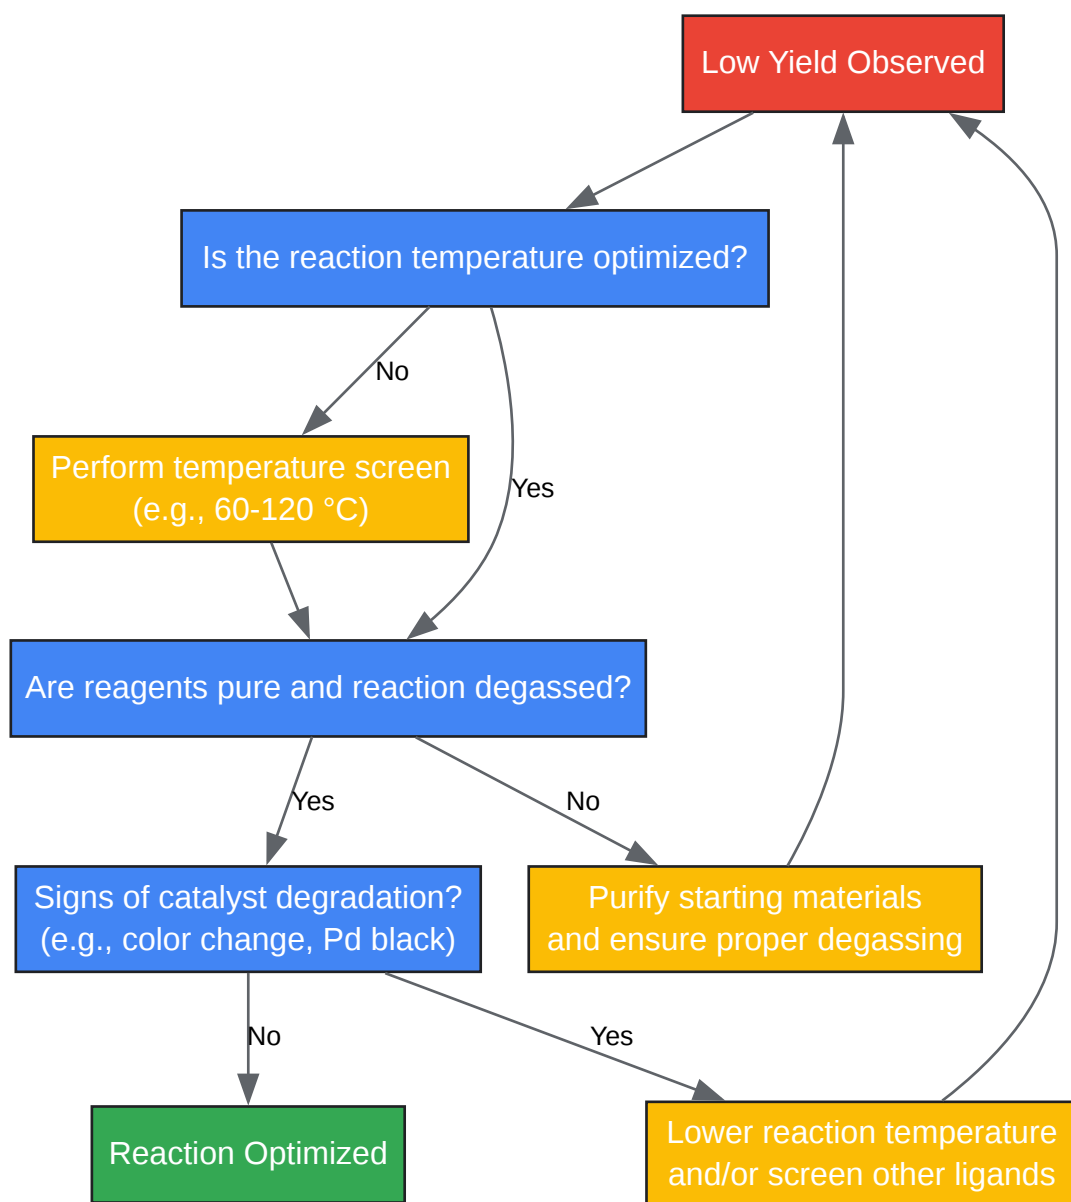 Low Yield Observed
Is the reaction temperature optimized?
No
Perform temperature screen
(e.g., 60-120 °C)
Yes
Are reagents pure and reaction degassed?
Yes
No
Signs of catalyst degradation?
(e.g., color change, Pd black)
Purify starting materials
and ensure proper degassing
No
Yes
Reaction Optimized
Lower reaction temperature
and/or screen other ligands